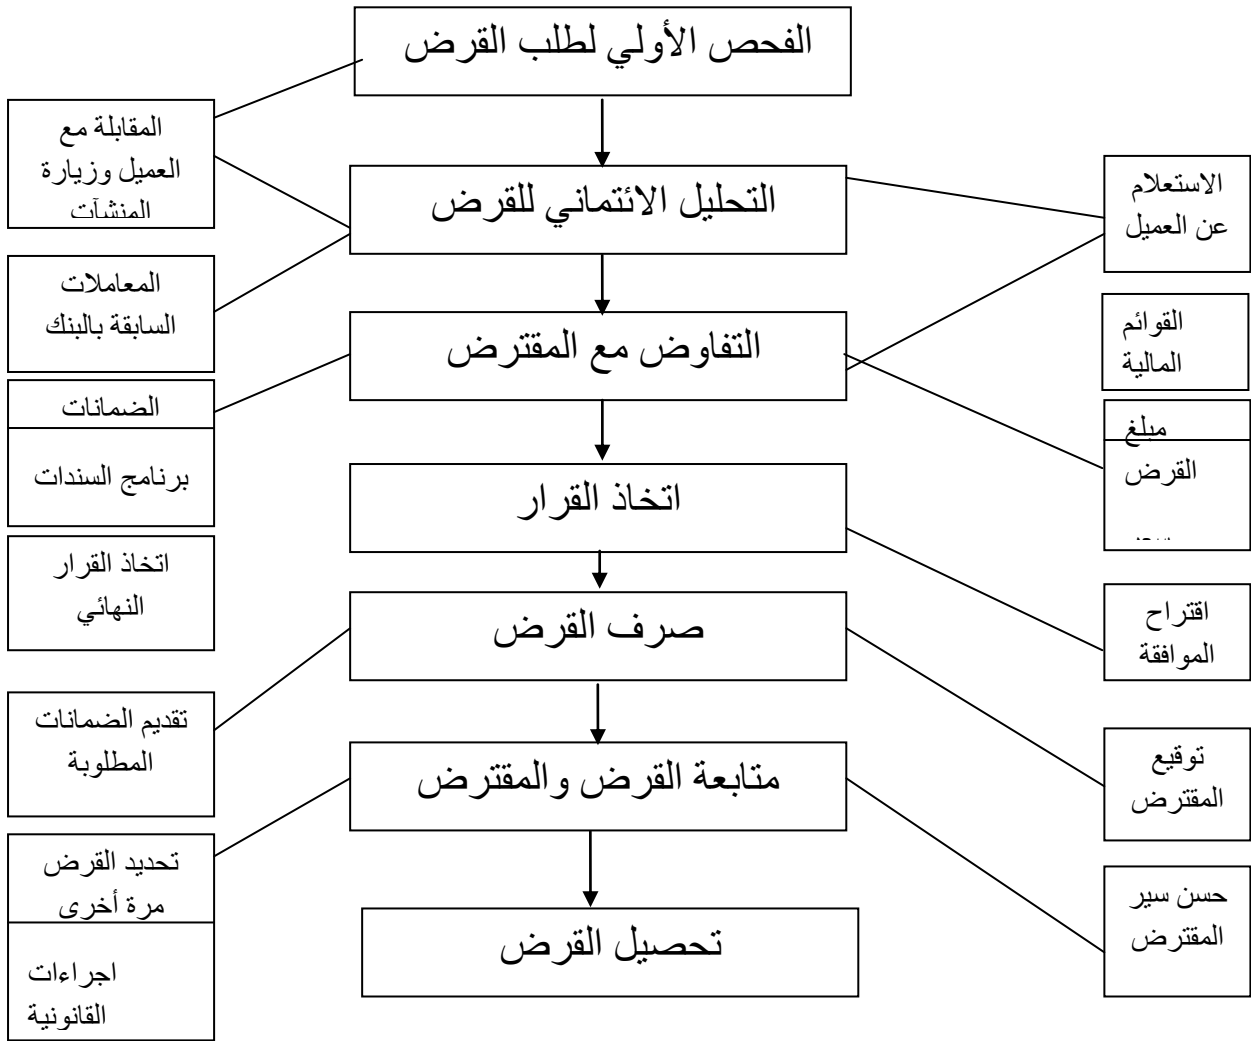 الفحص الأولي لطلب القرض
المقابلة مع
العميل وزيارة
المنشآت
التحليل الائتماني للقرض
الاستعلام
عن العميل
المعاملات
السابقة بالبنك
التفاوض مع المقترض
القوائم
المالية
الضمانات
برنامج السندات
مبلغ
القرض
اتخاذ القرار
اتخاذ القرار
النهائي
اقتراح
الموافقة
صرف القرض
تقديم الضمانات
المطلوبة
توقيع
المقترض
متابعة القرض والمقترض
تحديد القرض
مرة أخرى
اجراءات
القانونية
حسن سير
المقترض
تحصيل القرض